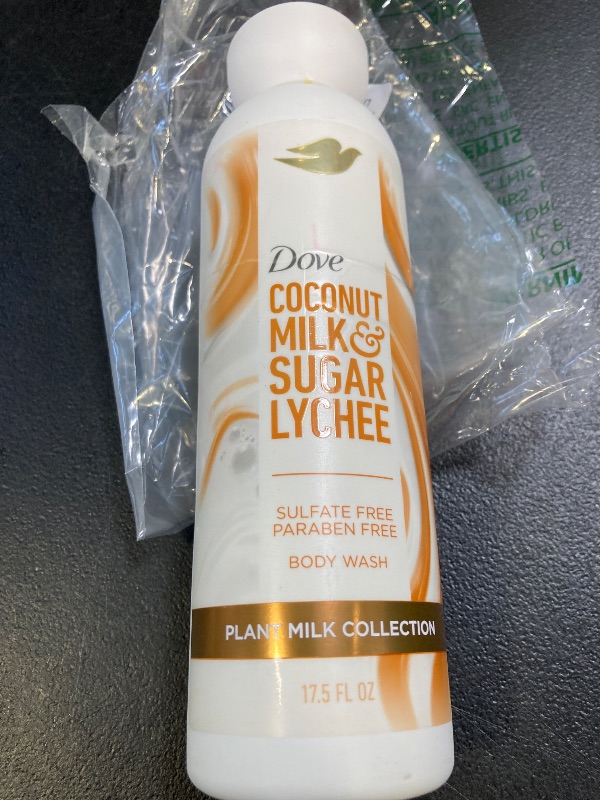 Dove
COCONUT
MILK &
SUGAR
LYCHEE
SULFATE FREE
PARABEN FREE
BODY WASH
PLANT MILK COLLECTION
17.5 FL OZ